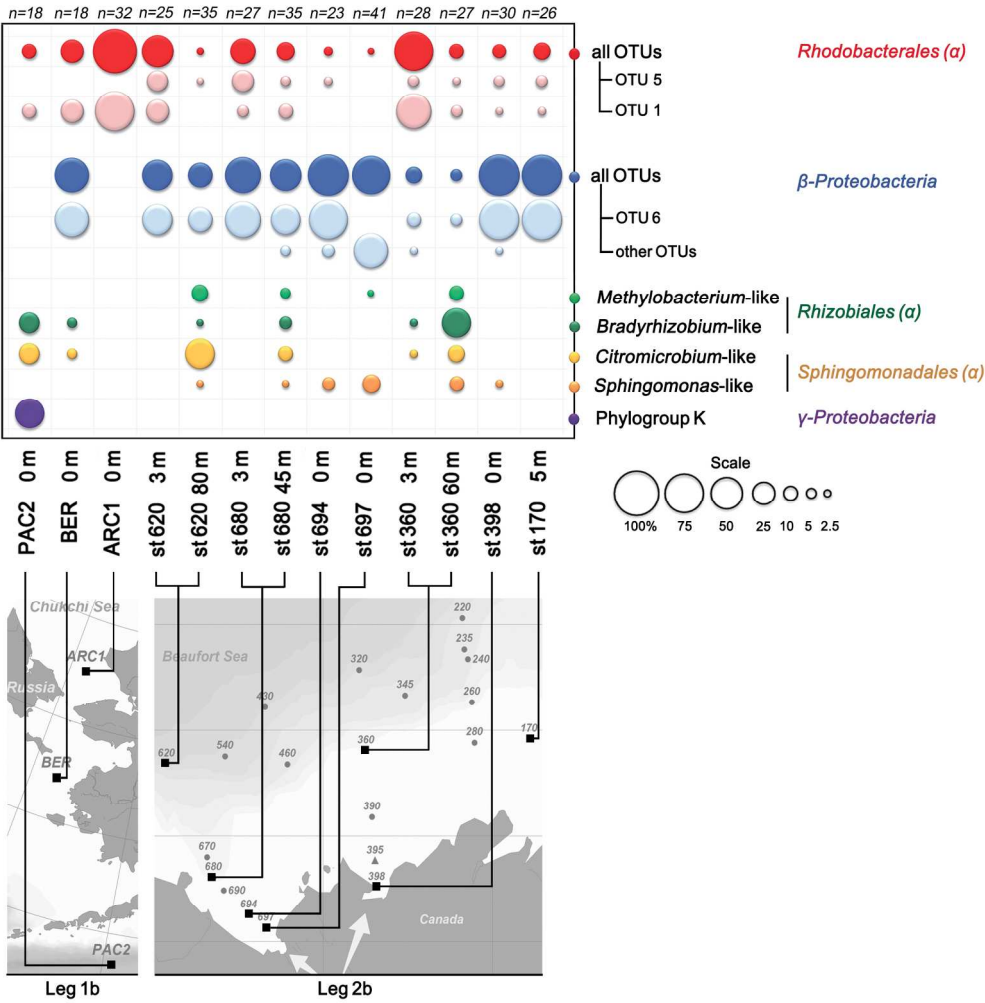 n=18 n=18 n=32 n=25 n=35 n=27 n=35 n=23 n=41 n=28 n=27 n=30 n=26
all OTUs
Rhodobacterales (α)
OTU 5
OTU 1
all OTUs
β-Proteobacteria
OTU 6
other OTUs
Methylobacterium-like
Rhizobiales (α)
Bradyrhizobium-like
Citromicrobium-like
Sphingomonadales (α)
Sphingomonas-like
Phylogroup K
γ-Proteobacteria
PAC2 0 m
BER 0 m
ARC1 0 m
st 620 3 m
st 620 80 m
st 680 3 m
st 680 45 m
st 694 0 m
st 697 0 m
st 360 3 m
st 360 60 m
st 398 0 m
st 170 5 m
Scale
100% 75 50 25 10 5 2.5
Chukchi Sea
ARC1
Russia
BER
PAC2
Leg 1b
Beaufort Sea
220
235
240
320
345
260
430
280
170
360
540
620
460
390
670
395
680
398
690
694
697
Canada
Leg 2b